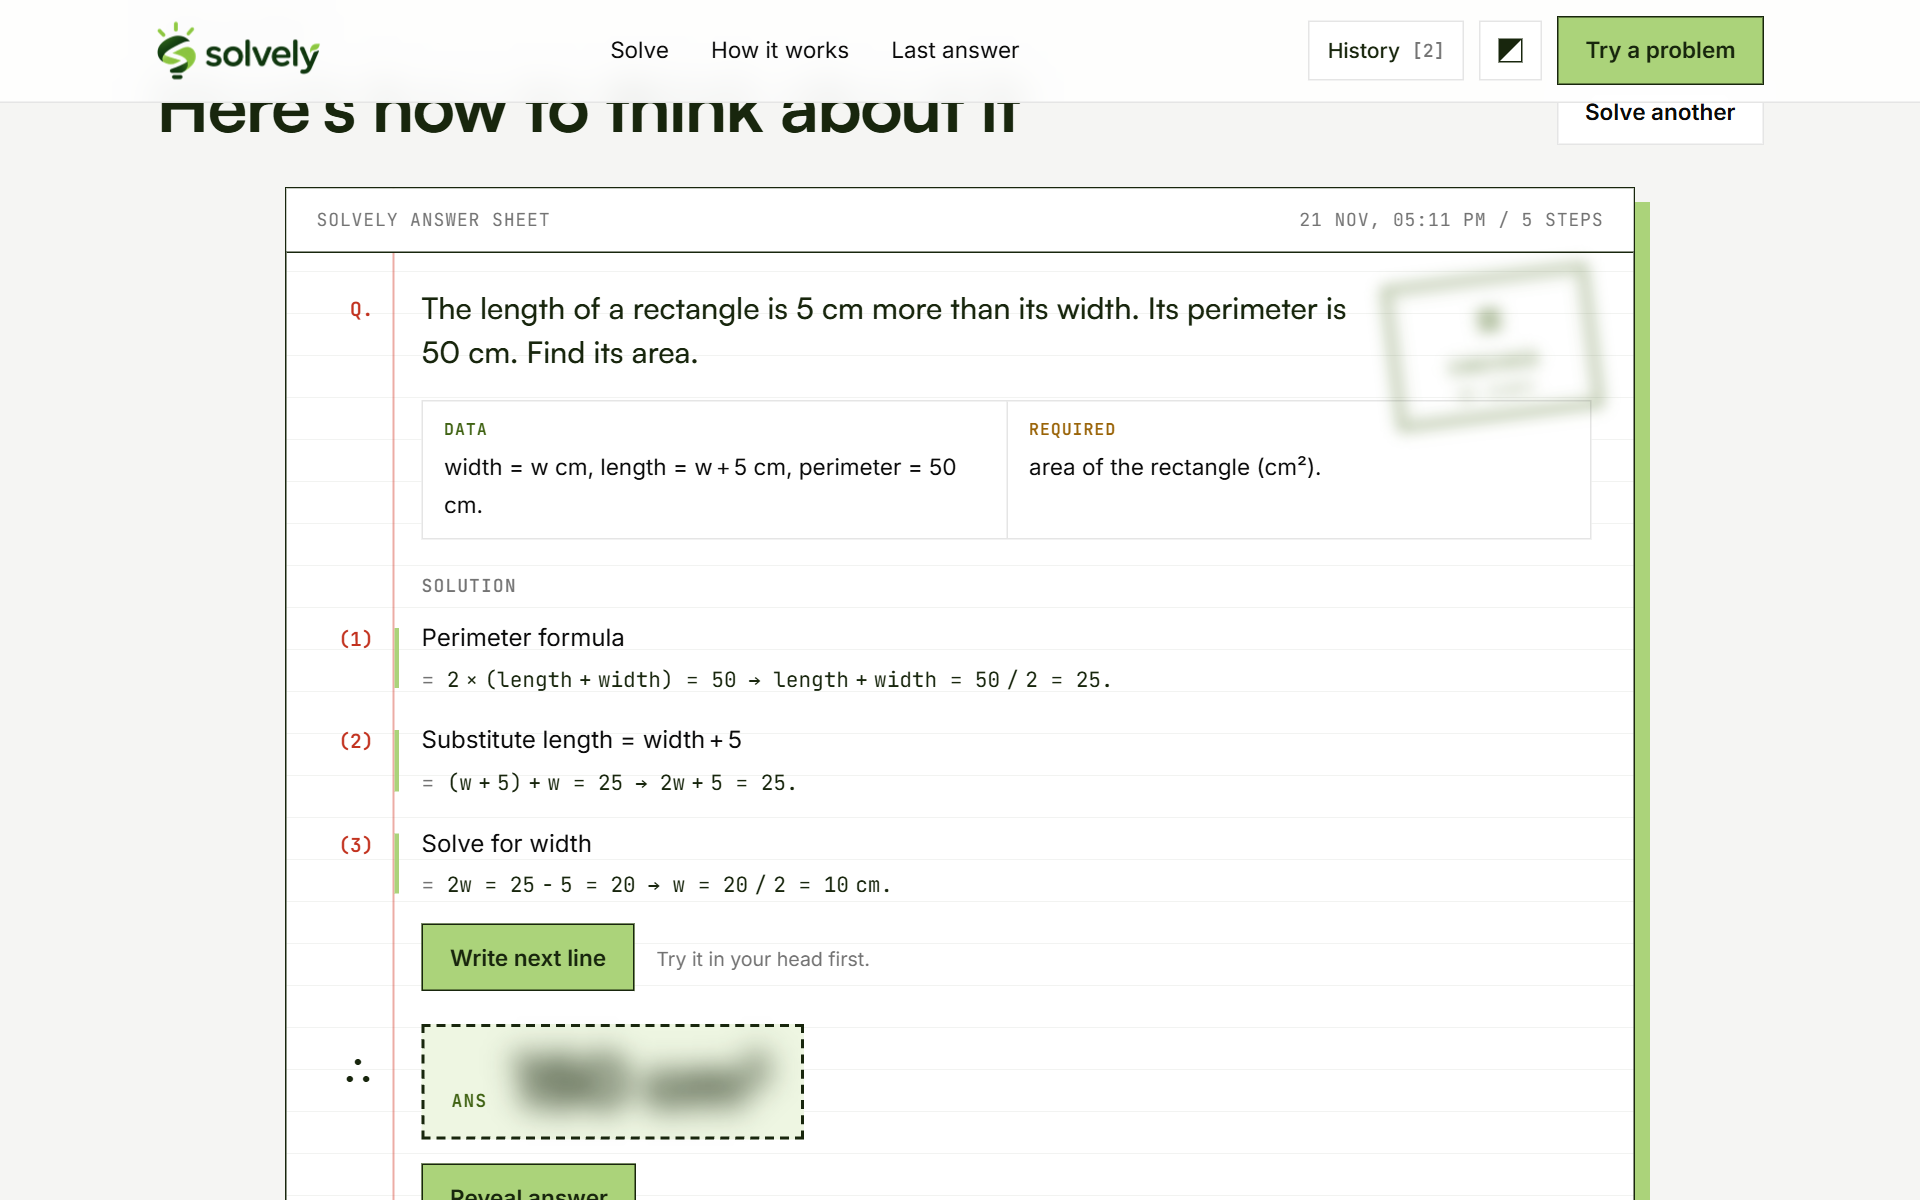 solvely
Solve
How it works
Last answer
History [2]
Try a problem
Here's how to think about it
Solve another
SOLVELY ANSWER SHEET
21 NOV, 05:11 PM / 5 STEPS
Q.
The length of a rectangle is 5 cm more than its width. Its perimeter is
50 cm. Find its area.
DATA
width = w cm, length = w + 5 cm, perimeter = 50
cm.
REQUIRED
area of the rectangle (cm²).
SOLUTION
(1) Perimeter formula
= 2 × (length + width) = 50 → length + width = 50 / 2 = 25.
(2) Substitute length = width + 5
= (w + 5) + w = 25 → 2w + 5 = 25.
(3) Solve for width
= 2w = 25 - 5 = 20 → w = 20 / 2 = 10 cm.
Write next line
Try it in your head first.
∴
ANS
Reveal answer